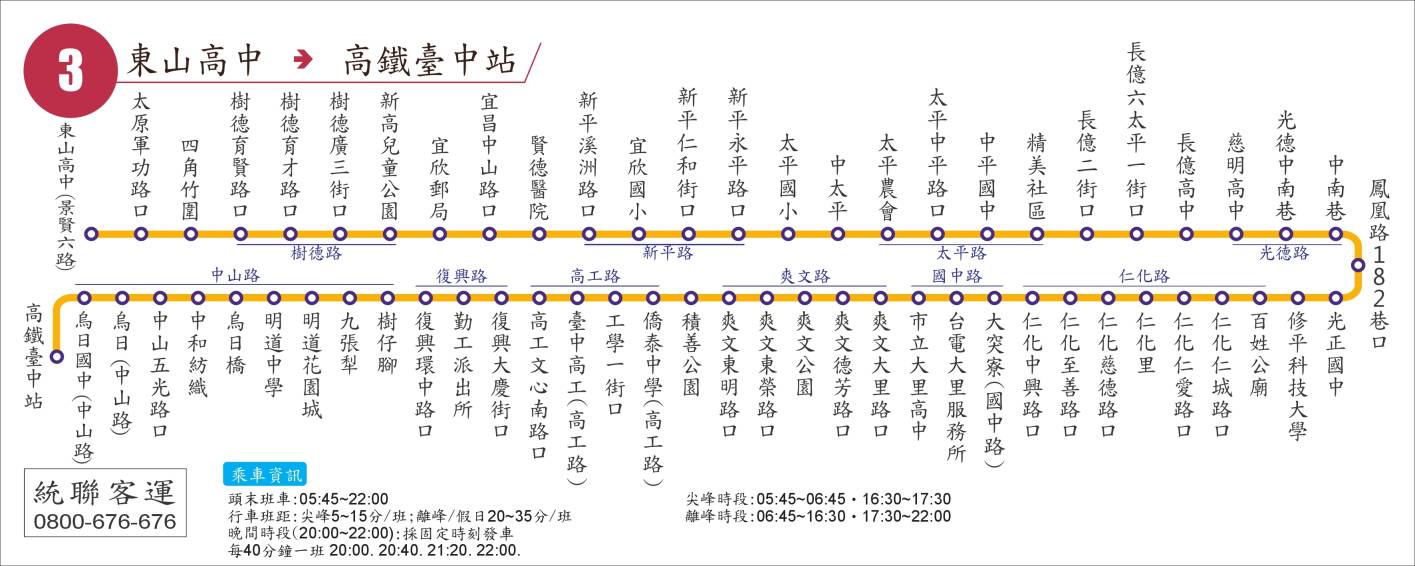 3
東山高中 → 高鐵臺中站
東山高中(景賢六路)
太原軍功路口
四角竹圍
樹德育賢路口
樹德育才路口
樹德廣三街口
新高兒童公園
宜欣郵局
宜昌中山路口
賢德醫院
新平溪洲路口
宜欣國小
新平仁和街口
新平永平路口
太平國小
中太平
太平農會
太平中平路口
中平國中
精美社區
長億二街口
長億六太平一街口
長億高中
慈明高中
光德中南巷
中南巷
鳳凰路182巷口
樹德路
新平路
太平路
光德路
中山路
復興路
高工路
爽文路
國中路
仁化路
高鐵臺中站
烏日國中(中山路)
烏日(中山路)
中山五光路口
中和紡織
烏日橋
明道中學
明道花園城
九張犁
樹仔腳
復興環中路口
勤工派出所
復興大慶街口
高工文心南路口
臺中高工(高工路)
工學一街口
僑泰中學(高工路)
積善公園
爽文東明路口
爽文東榮路口
爽文公園
爽文德芳路口
爽文大里路口
市立大里高中
台電大里服務所
大突寮(國中路)
仁化中興路口
仁化至善路口
仁化慈德路口
仁化里
仁化仁愛路口
仁化仁城路口
百姓公廟
修平科技大學
光正國中
統聯客運
0800-676-676
乘車資訊
頭末班車:05:45~22:00
行車班距:尖峰5~15分/班;離峰/假日20~35分/班
晚間時段(20:00~22:00):採固定時刻發車
每40分鐘一班 20:00. 20:40. 21:20. 22:00.
尖峰時段:05:45~06:45・16:30~17:30
離峰時段:06:45~16:30・17:30~22:00